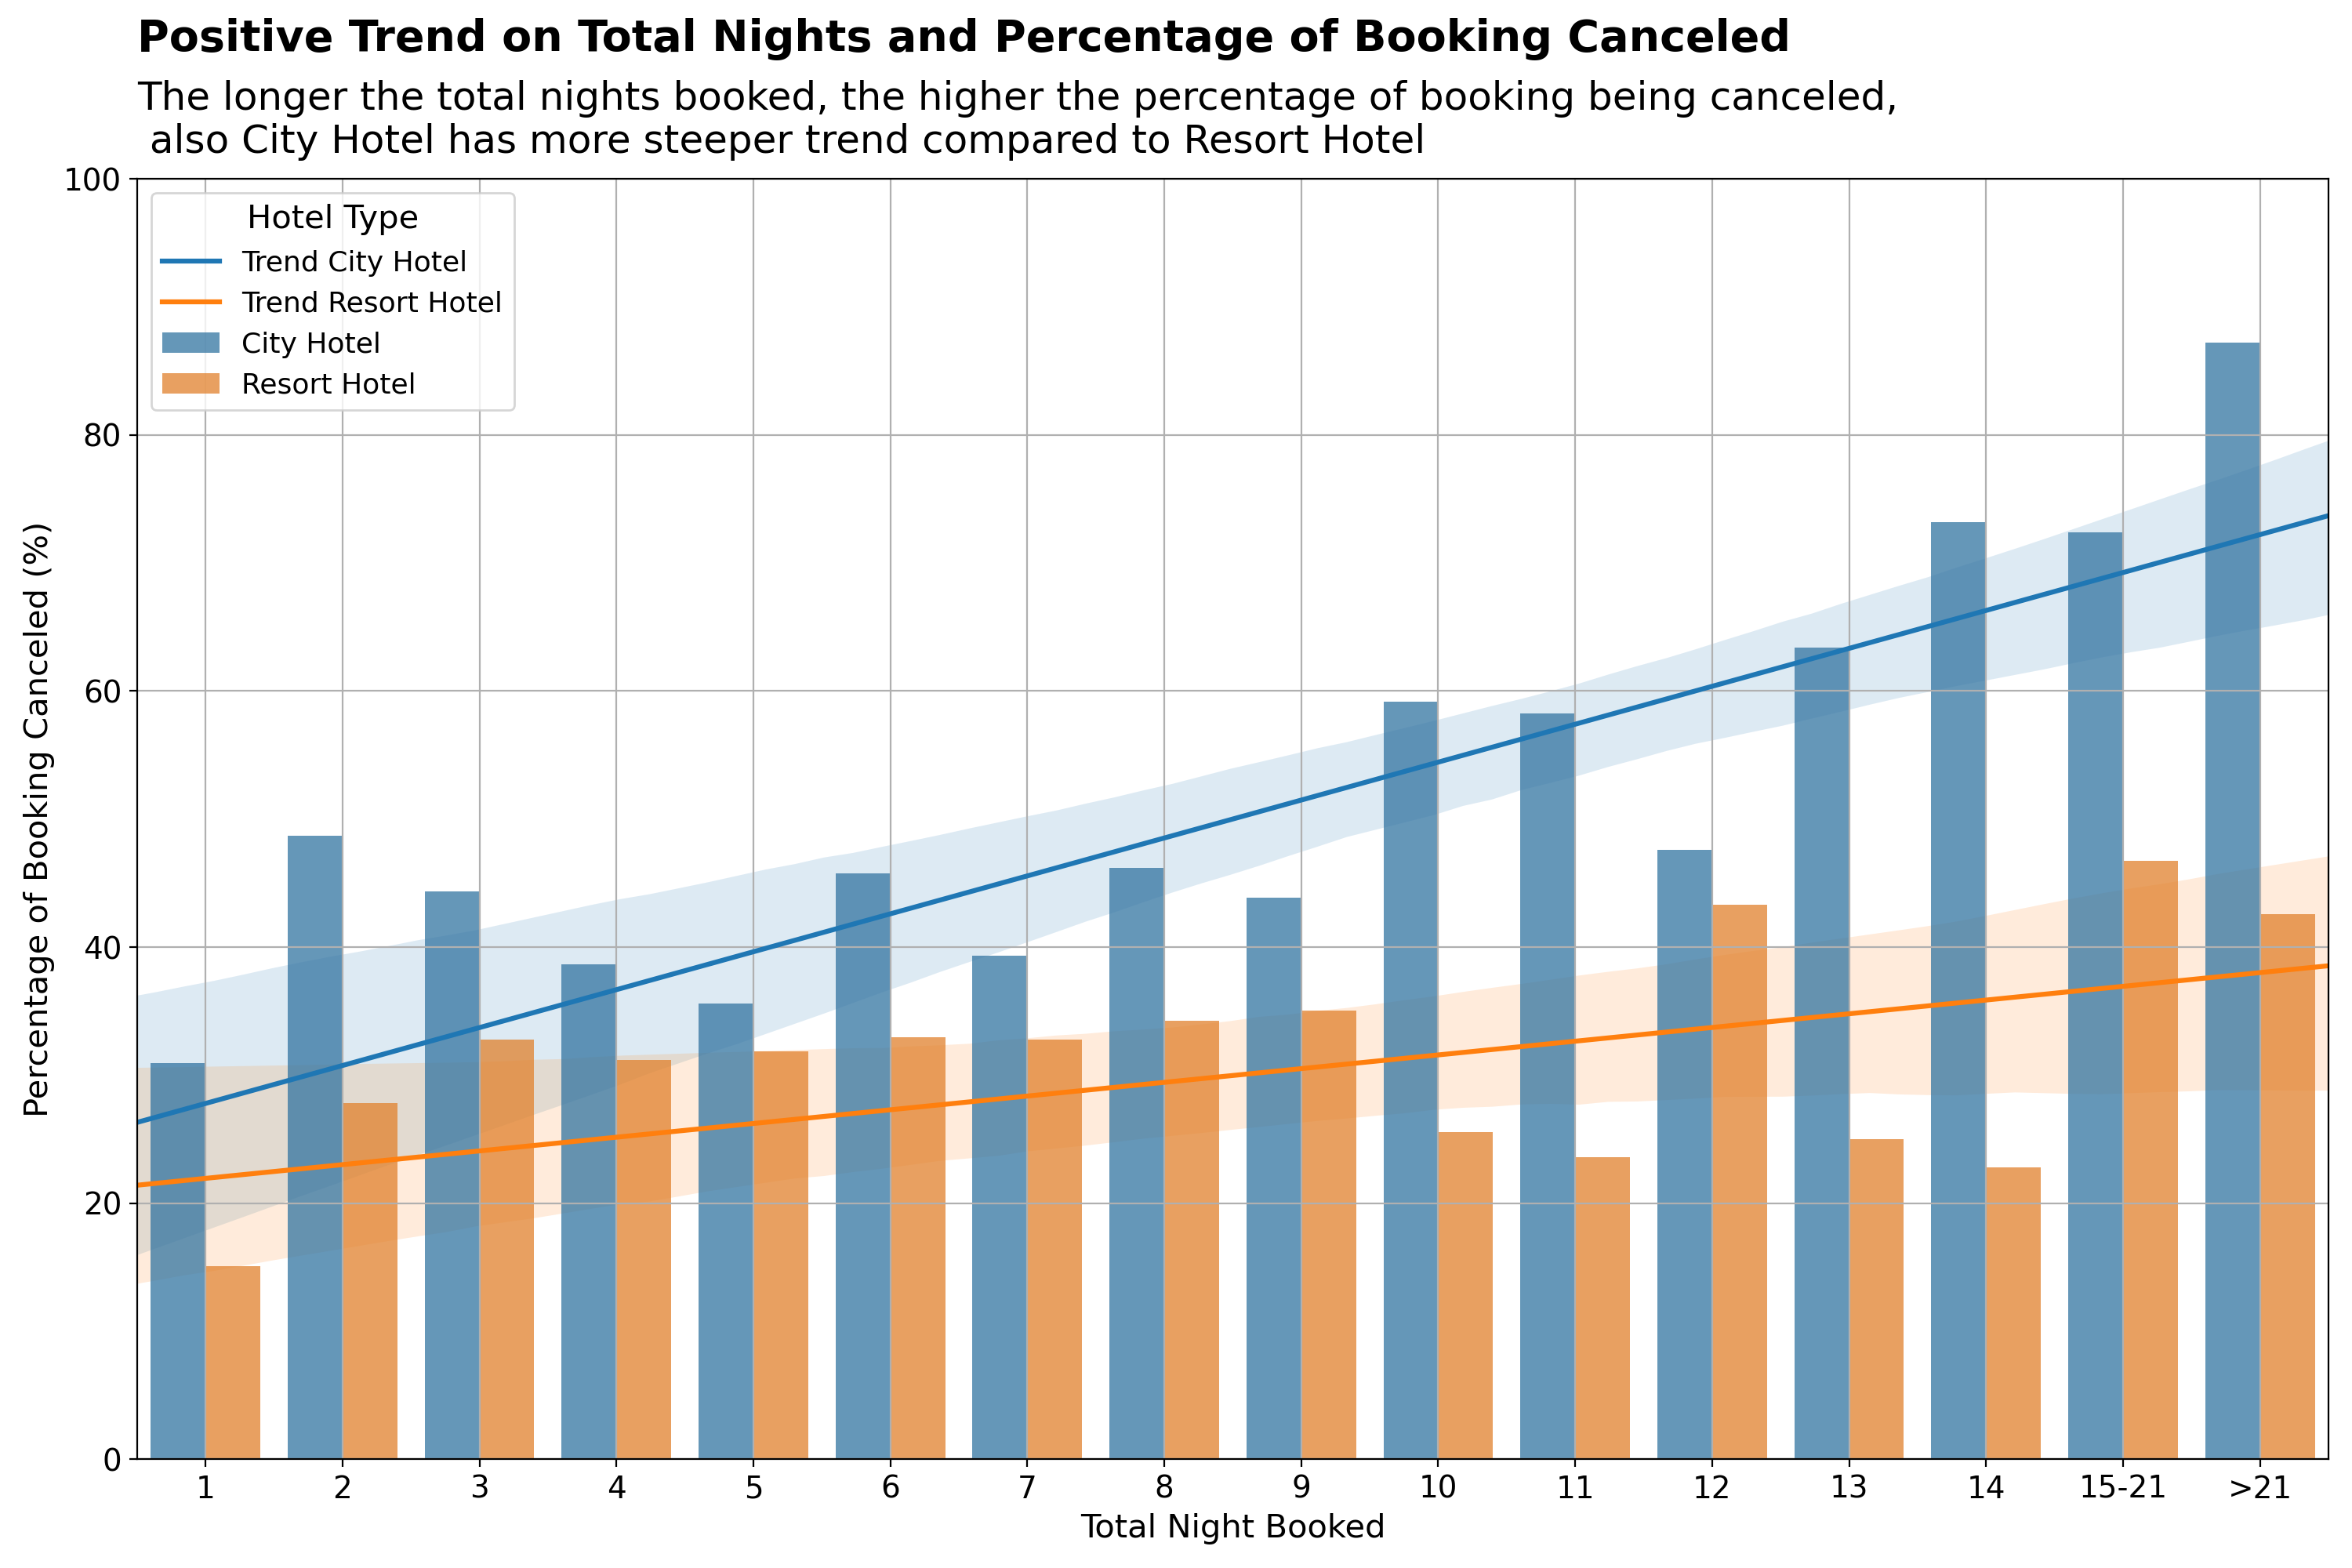 Positive Trend on Total Nights and Percentage of Booking Canceled
The longer the total nights booked, the higher the percentage of booking being canceled,
also City Hotel has more steeper trend compared to Resort Hotel
Hotel Type
Trend City Hotel
Trend Resort Hotel
City Hotel
Resort Hotel
Percentage of Booking Canceled (%)
100
80
60
40
20
0
1 2 3 4 5 6 7 8 9 10 11 12 13 14 15-21 >21
Total Night Booked